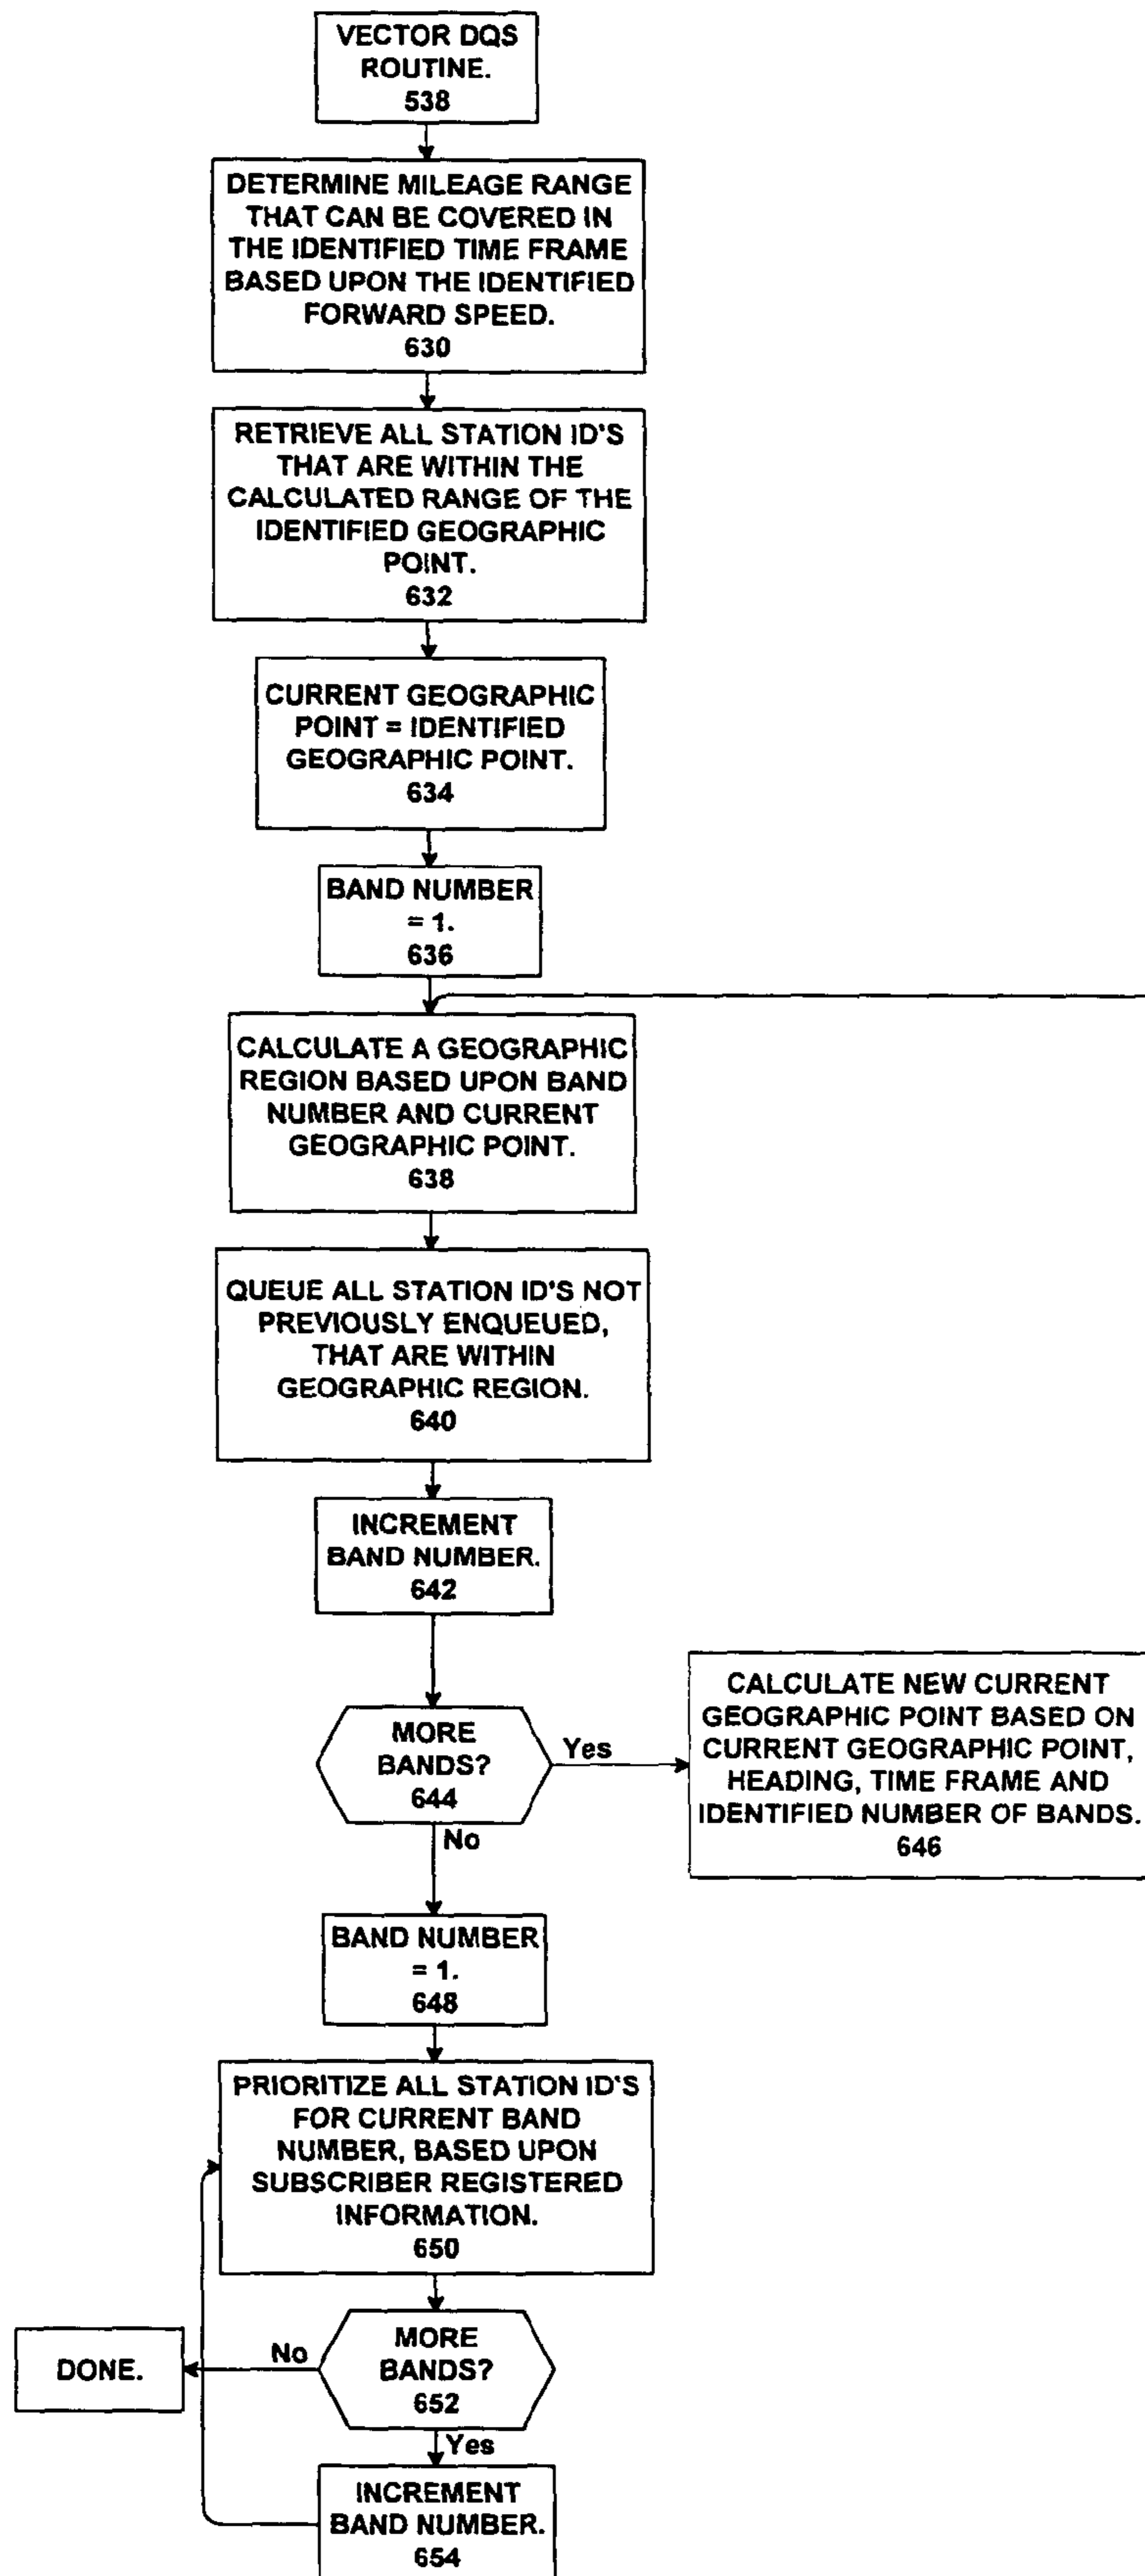 VECTOR DQS
ROUTINE.
538
DETERMINE MILEAGE RANGE
THAT CAN BE COVERED IN
THE IDENTIFIED TIME FRAME
BASED UPON THE IDENTIFIED
FORWARD SPEED.
630
RETRIEVE ALL STATION ID'S
THAT ARE WITHIN THE
CALCULATED RANGE OF THE
IDENTIFIED GEOGRAPHIC
POINT.
632
CURRENT GEOGRAPHIC
POINT = IDENTIFIED
GEOGRAPHIC POINT.
634
BAND NUMBER
= 1.
636
CALCULATE A GEOGRAPHIC
REGION BASED UPON BAND
NUMBER AND CURRENT
GEOGRAPHIC POINT.
638
QUEUE ALL STATION ID'S NOT
PREVIOUSLY ENQUEUED,
THAT ARE WITHIN
GEOGRAPHIC REGION.
640
INCREMENT
BAND NUMBER.
642
MORE
BANDS?
644
Yes
No
CALCULATE NEW CURRENT
GEOGRAPHIC POINT BASED ON
CURRENT GEOGRAPHIC POINT,
HEADING, TIME FRAME AND
IDENTIFIED NUMBER OF BANDS.
646
BAND NUMBER
= 1.
648
PRIORITIZE ALL STATION ID'S
FOR CURRENT BAND
NUMBER, BASED UPON
SUBSCRIBER REGISTERED
INFORMATION.
650
MORE
BANDS?
652
No
DONE.
Yes
INCREMENT
BAND NUMBER.
654